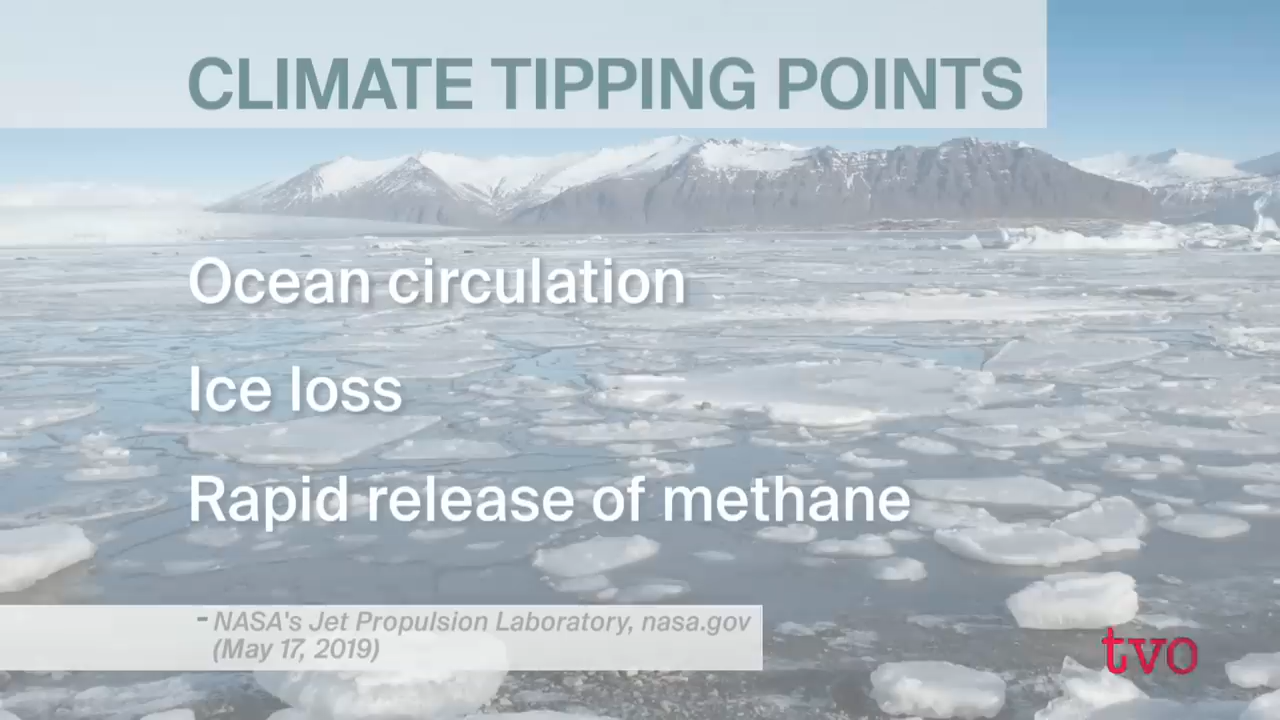 CLIMATE TIPPING POINTS
Ocean circulation
Ice loss
Rapid release of methane
- NASA's Jet Propulsion Laboratory, nasa.gov
(May 17, 2019)
tvo